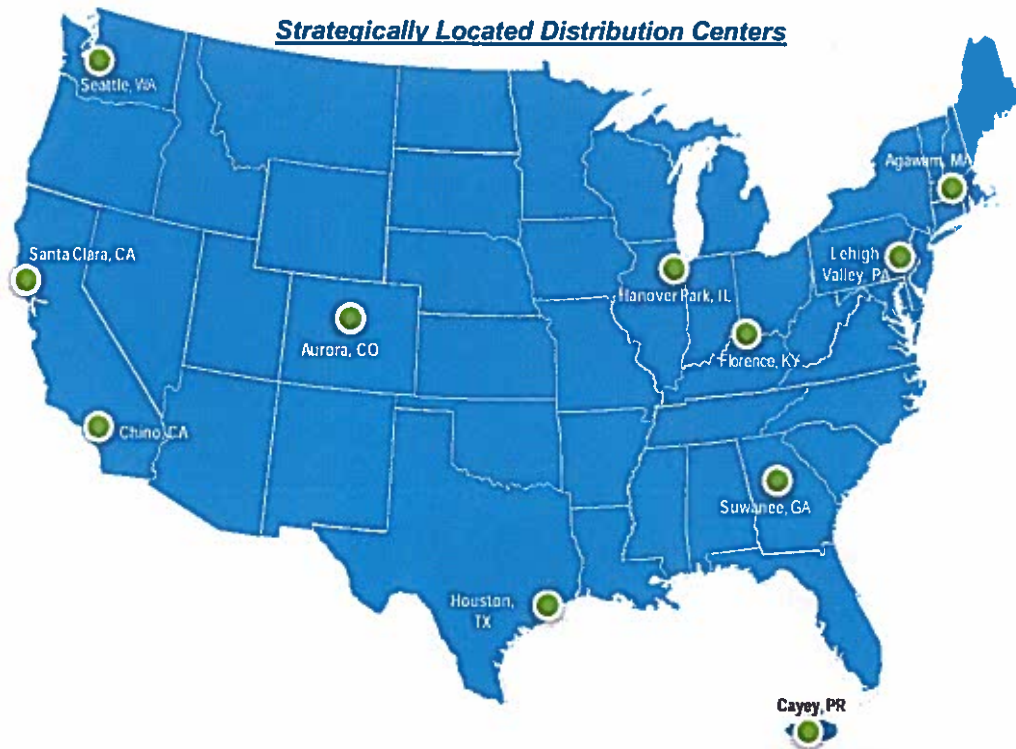 Strategically Located Distribution Centers
Seattle, WA
Agawam, MA
Santa Clara, CA
Lehigh
Valley, PA
Hanover Park, IL
Aurora, CO
Florence, KY
Chino, CA
Suwanee, GA
Houston,
TX
Cayey, PR